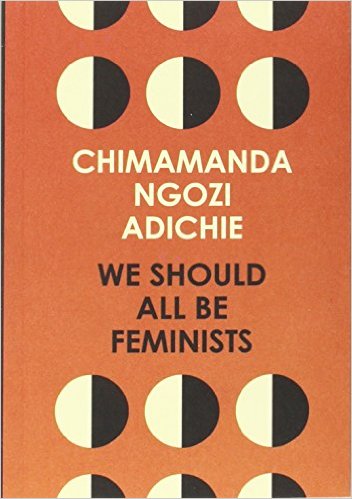 CHIMAMANDA
NGOZI
ADICHIE
WE SHOULD
ALL BE
FEMINISTS